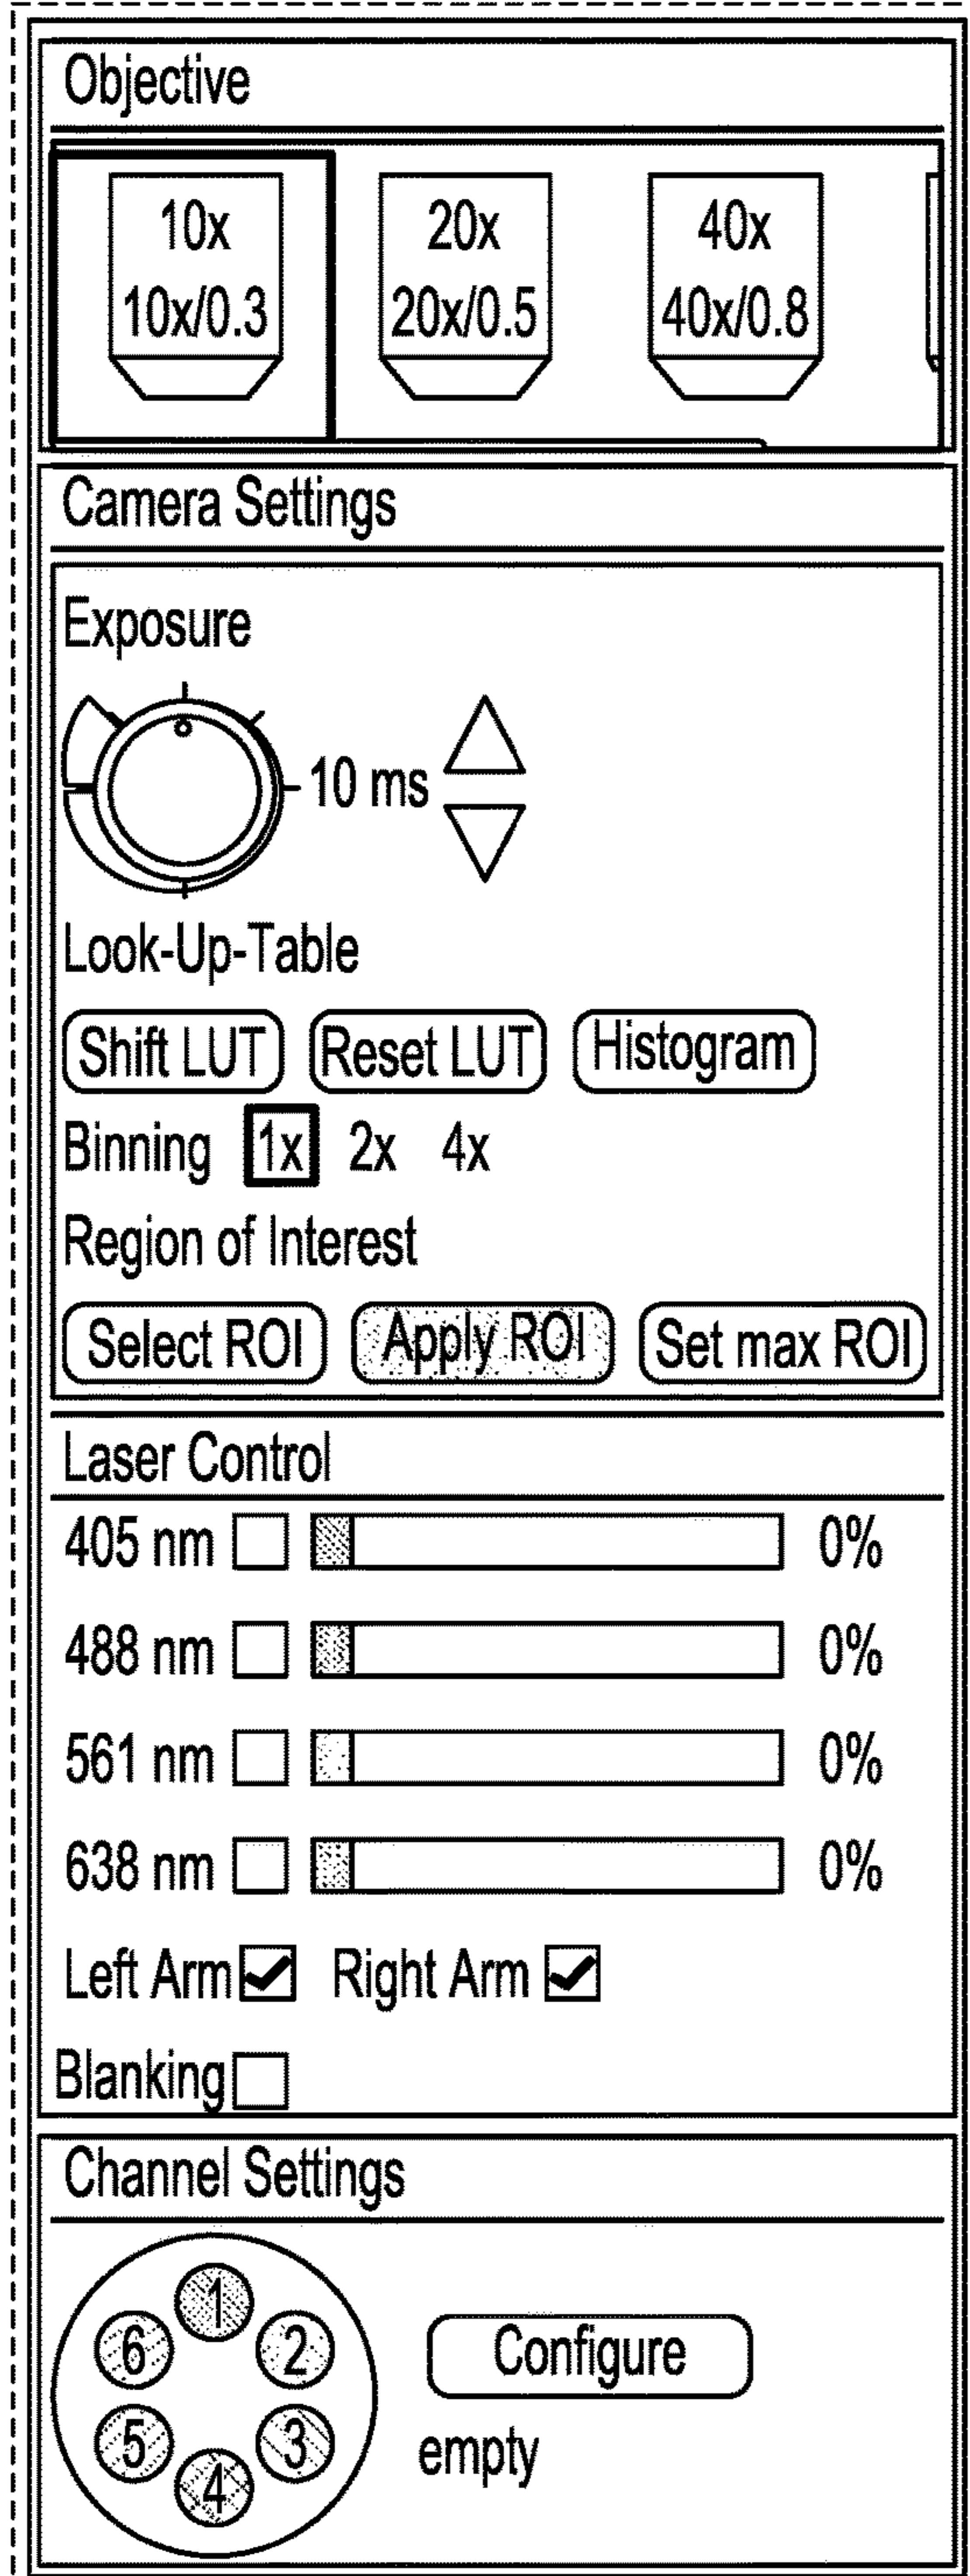 Objective
10x 20x 40x
10x/0.3 20x/0.5 40x/0.8
Camera Settings
Exposure
10 ms
Look-Up-Table
Shift LUT Reset LUT Histogram
Binning 1x 2x 4x
Region of Interest
Select ROI Apply ROI Set max ROI
Laser Control
405 nm 0%
488 nm 0%
561 nm 0%
638 nm 0%
Left Arm Right Arm
Blanking
Channel Settings
1
6 2
Configure
5 3
empty
4